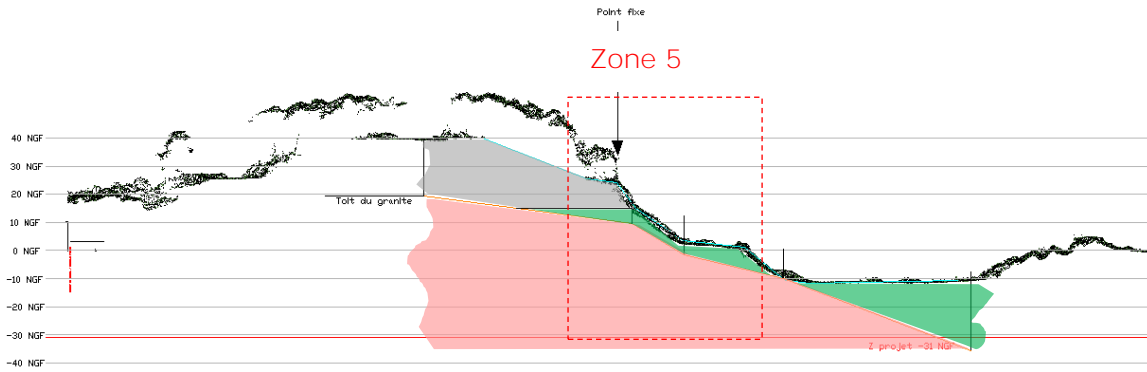 Point fixe
Zone 5
40 NGF
30 NGF
20 NGF
Toit du granite
10 NGF
0 NGF
-10 NGF
-20 NGF
-30 NGF
Z projet -31 NGF
-40 NGF